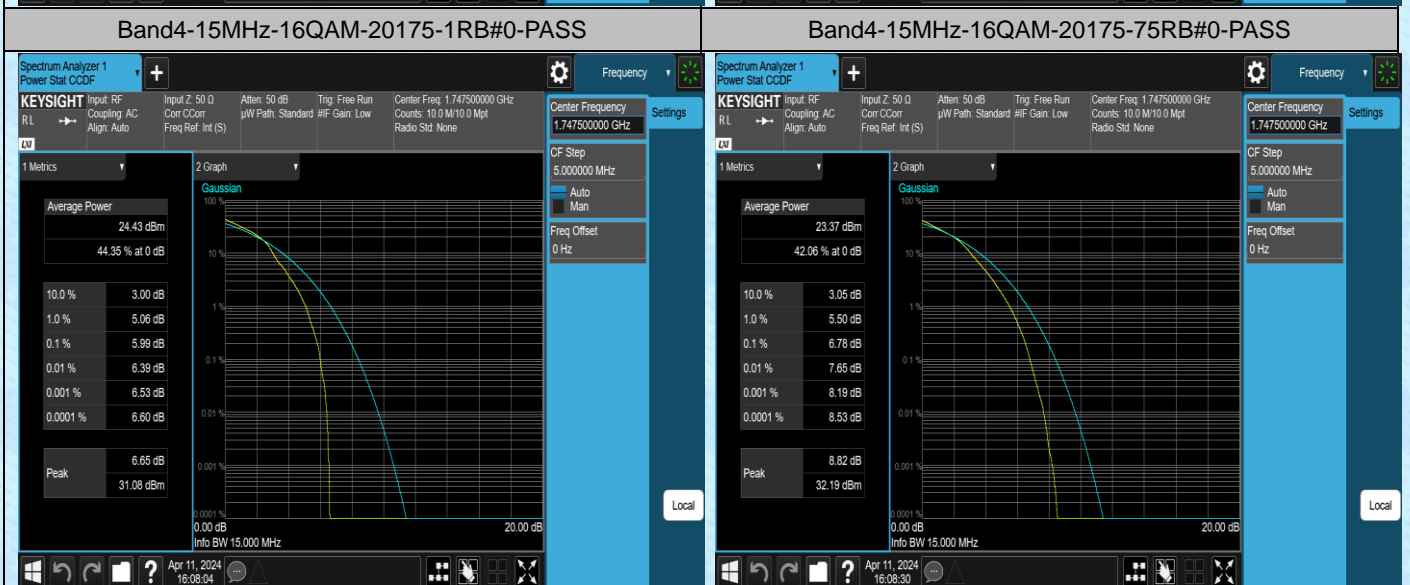 Band4-15MHz-16QAM-20175-1RB#0-PASS
Spectrum Analyzer 1
Power Stat CCDF
+
Frequency
KEYSIGHT
RL
LXI
Input: RF
Coupling: AC
Align: Auto
Input Z: 50 Ω
Corr CCorr
Freq Ref: Int (S)
Atten: 50 dB
µW Path: Standard
Trig: Free Run
#IF Gain: Low
Center Freq: 1.747500000 GHz
Counts: 10.0 M/10.0 Mpt
Radio Std: None
Center Frequency
1.747500000 GHz
Settings
CF Step
5.000000 MHz
Auto
Man
Freq Offset
0 Hz
Local
1 Metrics
Average Power
24.43 dBm
44.35 % at 0 dB
10.0 % 3.00 dB
1.0 % 5.06 dB
0.1 % 5.99 dB
0.01 % 6.39 dB
0.001 % 6.53 dB
0.0001 % 6.60 dB
Peak
6.65 dB
31.08 dBm
2 Graph
Gaussian
100 %
10 %
1 %
0.1 %
0.01 %
0.001 %
0.0001 %
0.00 dB 20.00 dB
Info BW 15.000 MHz
?
Apr 11, 2024
16:08:04
Band4-15MHz-16QAM-20175-75RB#0-PASS
Spectrum Analyzer 1
Power Stat CCDF
+
Frequency
KEYSIGHT
RL
LXI
Input: RF
Coupling: AC
Align: Auto
Input Z: 50 Ω
Corr CCorr
Freq Ref: Int (S)
Atten: 50 dB
µW Path: Standard
Trig: Free Run
#IF Gain: Low
Center Freq: 1.747500000 GHz
Counts: 10.0 M/10.0 Mpt
Radio Std: None
Center Frequency
1.747500000 GHz
Settings
CF Step
5.000000 MHz
Auto
Man
Freq Offset
0 Hz
Local
1 Metrics
Average Power
23.37 dBm
42.06 % at 0 dB
10.0 % 3.05 dB
1.0 % 5.50 dB
0.1 % 6.78 dB
0.01 % 7.65 dB
0.001 % 8.19 dB
0.0001 % 8.53 dB
Peak
8.82 dB
32.19 dBm
2 Graph
Gaussian
100 %
10 %
1 %
0.1 %
0.01 %
0.001 %
0.0001 %
0.00 dB 20.00 dB
Info BW 15.000 MHz
?
Apr 11, 2024
16:08:30